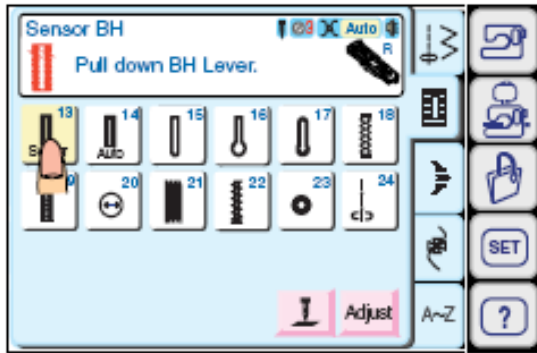 Sensor BH
Ø3 Auto
R
Pull down BH Lever.
13 14 15 16 17 18
Auto
20 21 22 23 24
SET
Adjust
A~Z
?